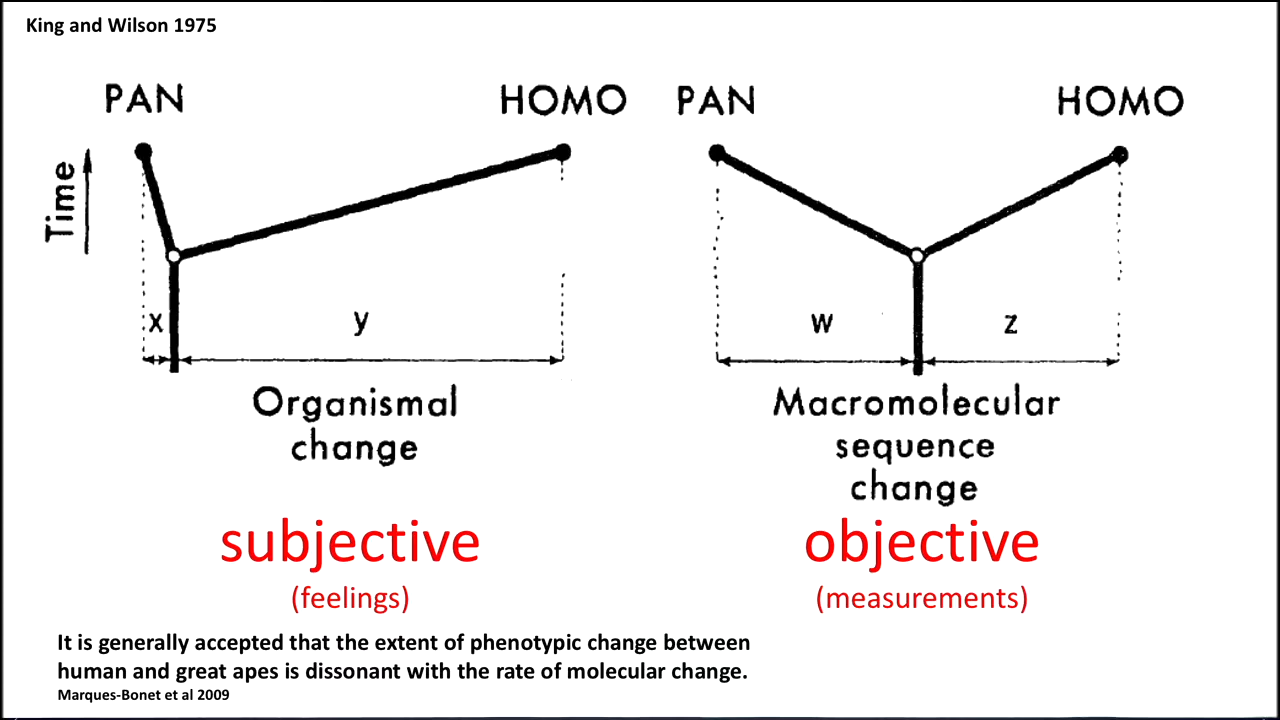 King and Wilson 1975
PAN
HOMO
Time
x
y
Organismal
change
subjective
(feelings)
PAN
HOMO
w
z
Macromolecular
sequence
change
objective
(measurements)
It is generally accepted that the extent of phenotypic change between
human and great apes is dissonant with the rate of molecular change.
Marques-Bonet et al 2009